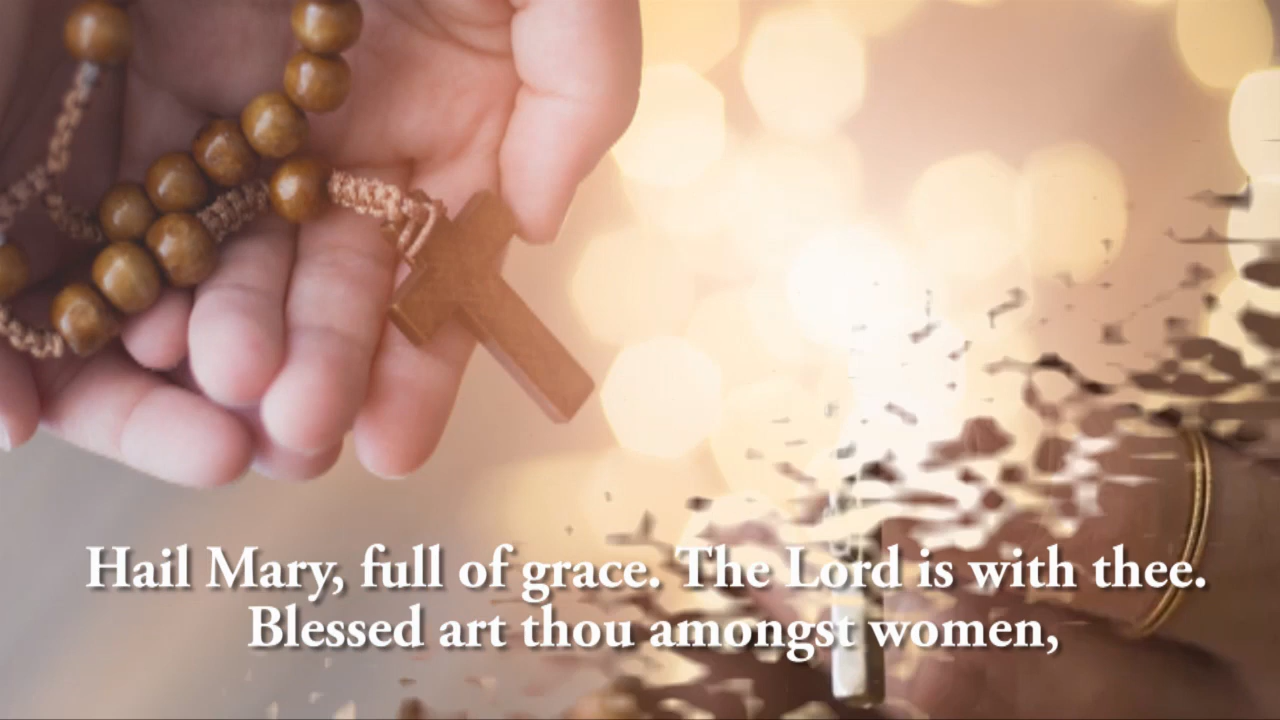 Hail Mary, full of grace. The Lord is with thee.
Blessed art thou amongst women,